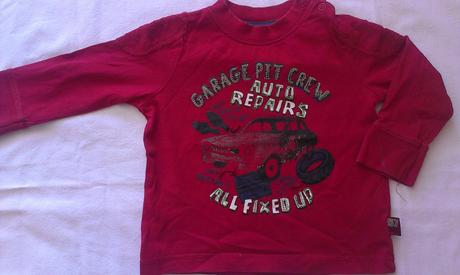 GARAGE PIT CREW
AUTO
REPAIRS
ALL FIXED UP